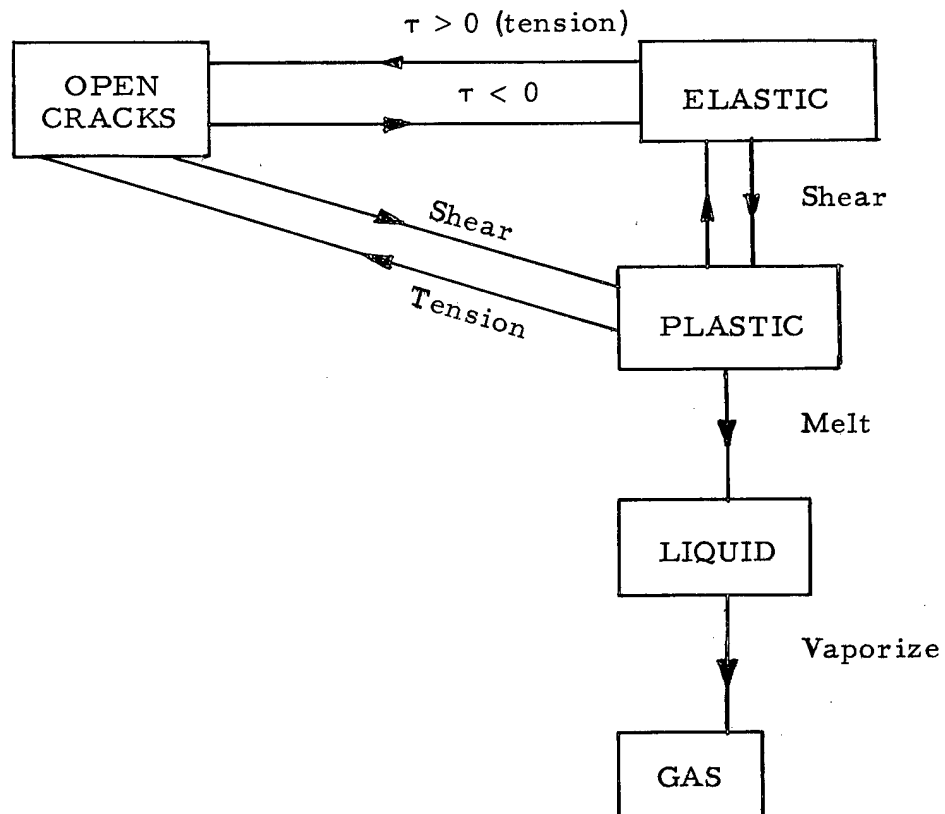 τ > 0 (tension)
OPEN
CRACKS
τ < 0
ELASTIC
Shear
Shear
Tension
PLASTIC
Melt
LIQUID
Vaporize
GAS